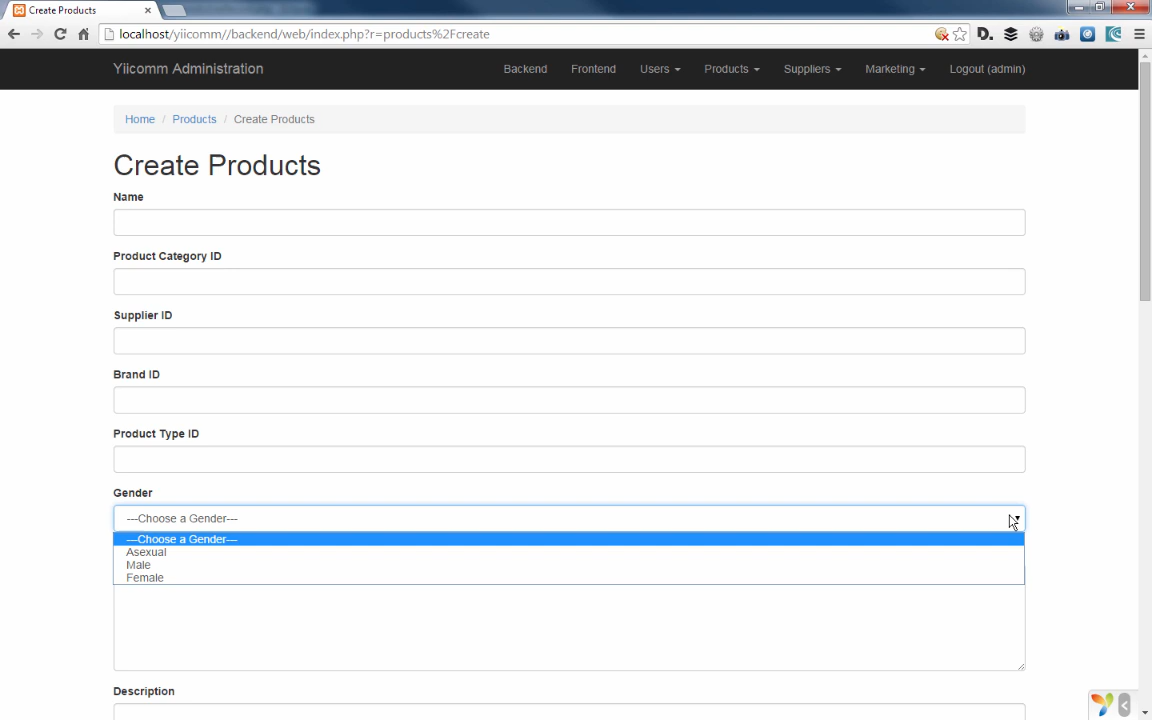 Create Products
localhost/yiicomm//backend/web/index.php?r=products%2Fcreate
D.
Yiicomm Administration Backend Frontend Users Products Suppliers Marketing Logout (admin)
Home / Products / Create Products
Create Products
Name
Product Category ID
Supplier ID
Brand ID
Product Type ID
Gender
---Choose a Gender---
---Choose a Gender---
Asexual
Male
Female
Description